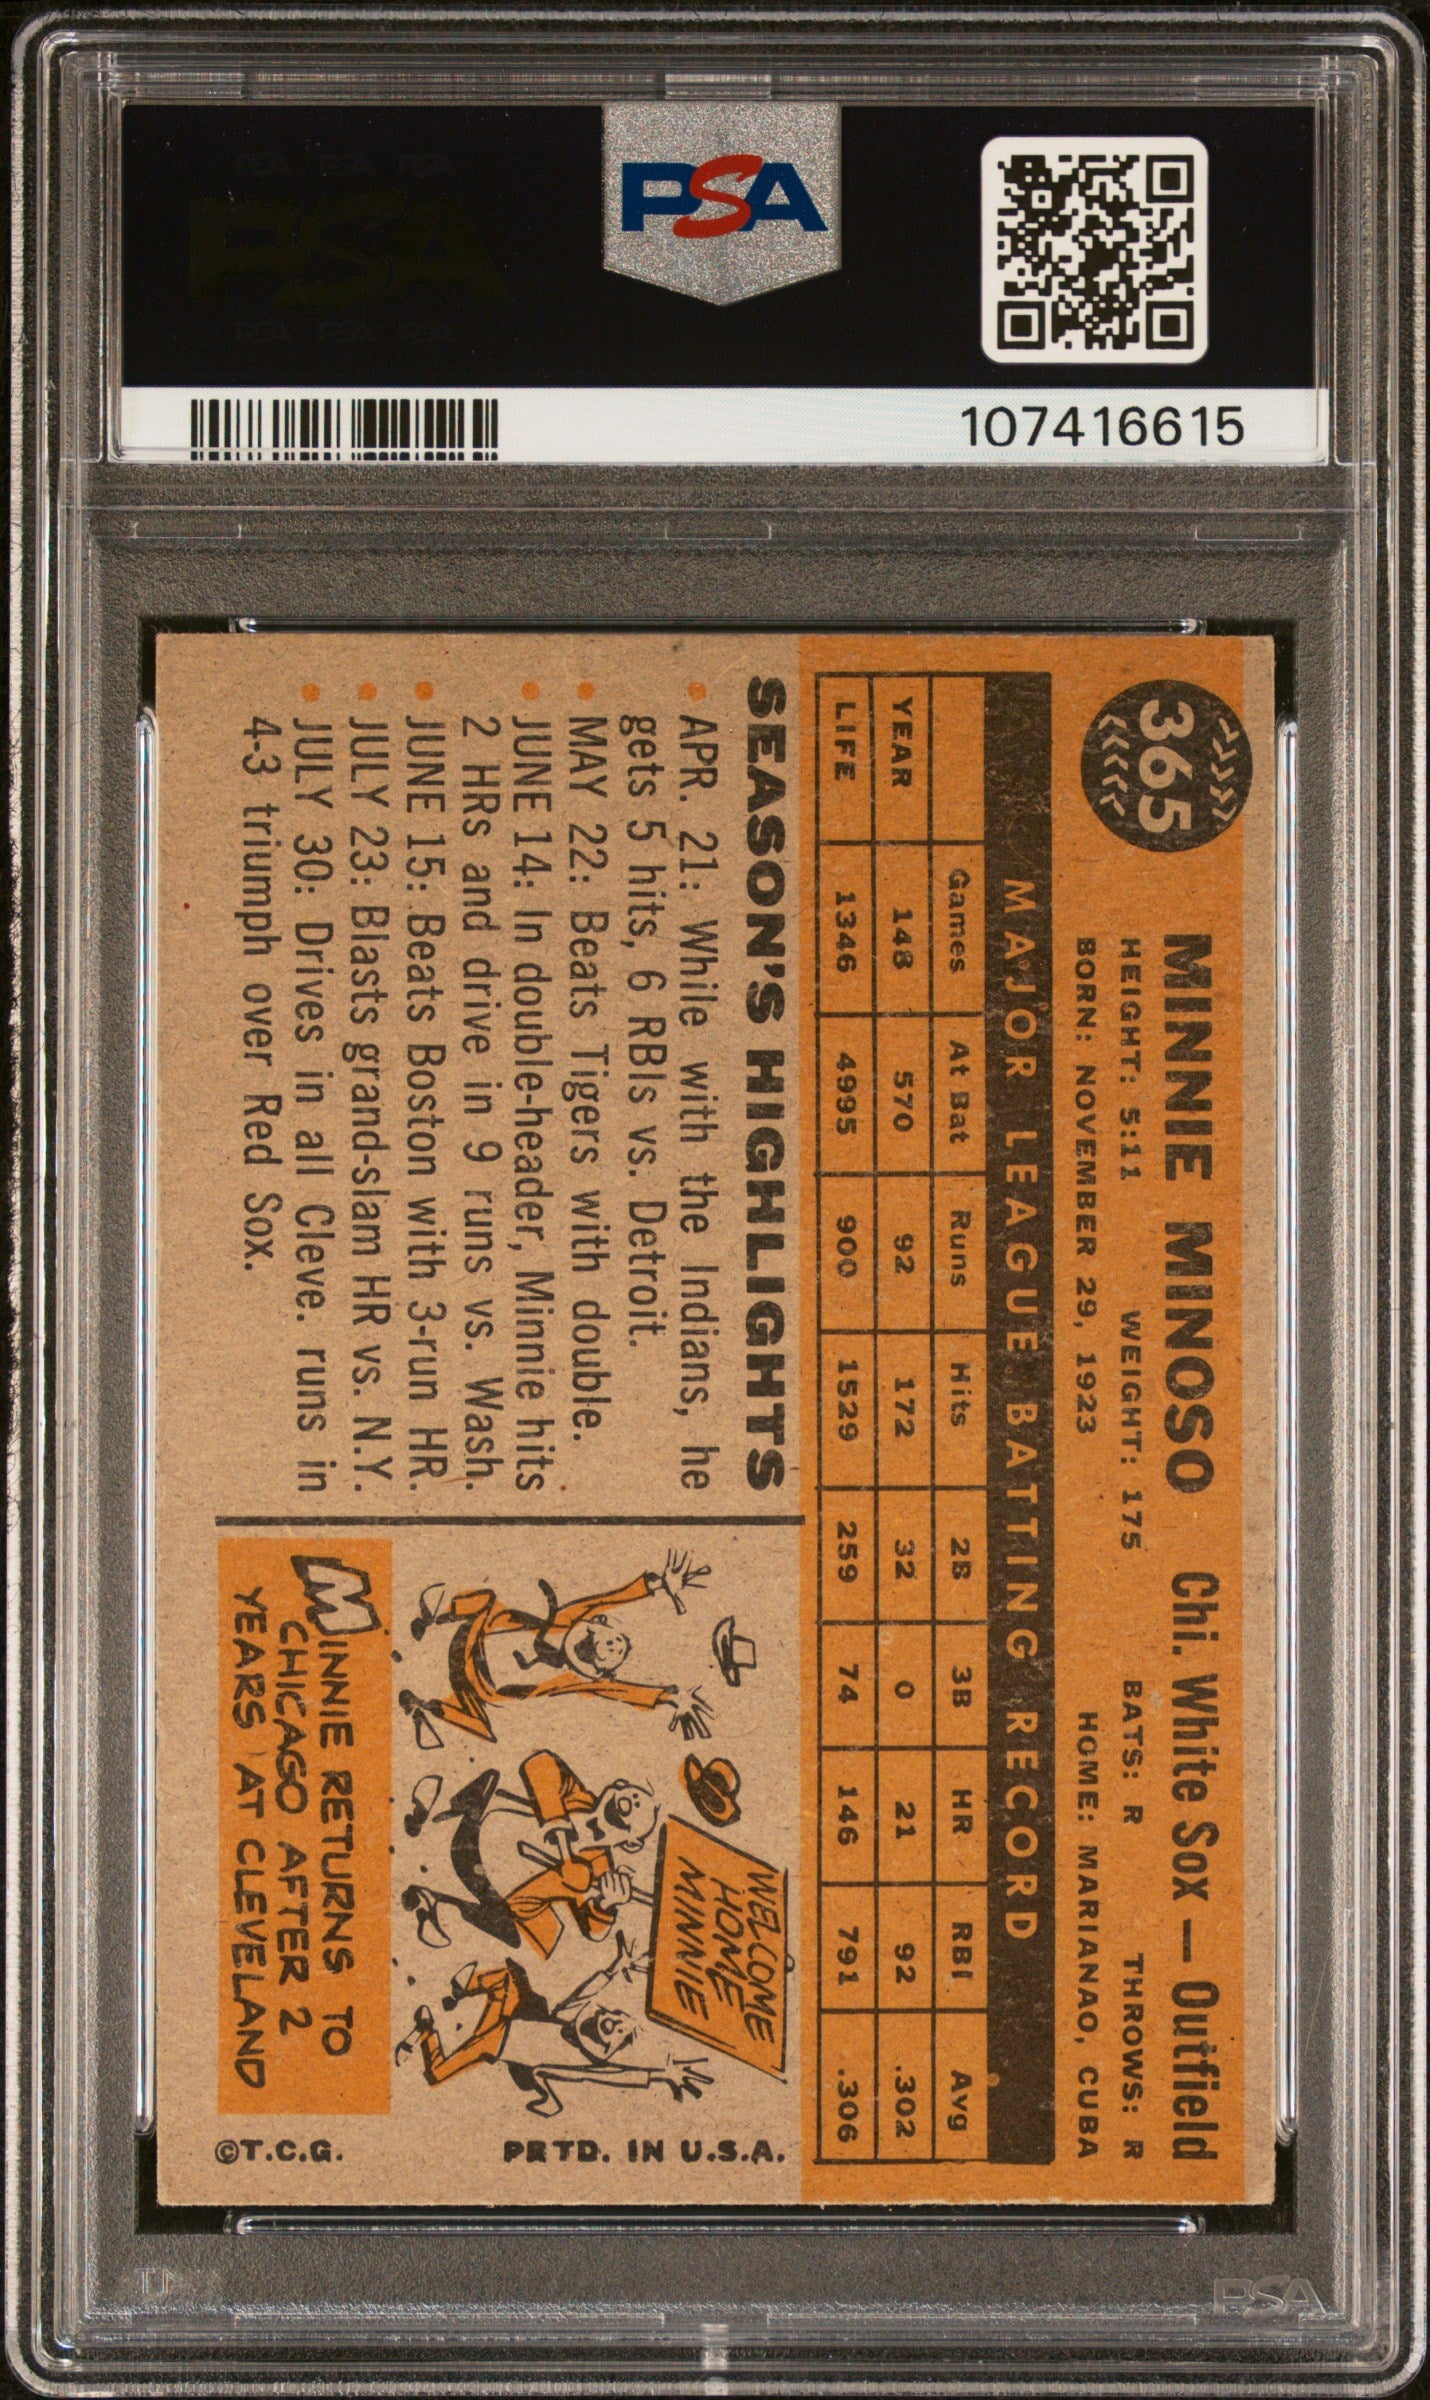 PSA
107416615
365
MINNIE MINOSO Chi. White Sox — Outfield
HEIGHT: 5:11 WEIGHT: 175 BATS: R THROWS: R
BORN: NOVEMBER 29, 1923 HOME: MARIANAO, CUBA
MAJOR LEAGUE BATTING RECORD
Games At Bat Runs Hits 2B 3B HR RBI Avg
YEAR 148 570 92 172 32 0 21 92 .302
LIFE 1346 4995 900 1529 259 74 146 791 .306
SEASON'S HIGHLIGHTS
• APR. 21: While with the Indians, he
gets 5 hits, 6 RBIs vs. Detroit.
• MAY 22: Beats Tigers with double.
• JUNE 14: In double-header, Minnie hits
2 HRs and drive in 9 runs vs. Wash.
• JUNE 15: Beats Boston with 3-run HR.
• JULY 23: Blasts grand-slam HR vs. N.Y.
• JULY 30: Drives in all Cleve. runs in
4-3 triumph over Red Sox.
WELCOME
HOME
MINNIE
MINNIE RETURNS TO
CHICAGO AFTER 2
YEARS AT CLEVELAND
©T.C.G. PRTD. IN U.S.A.
PSA